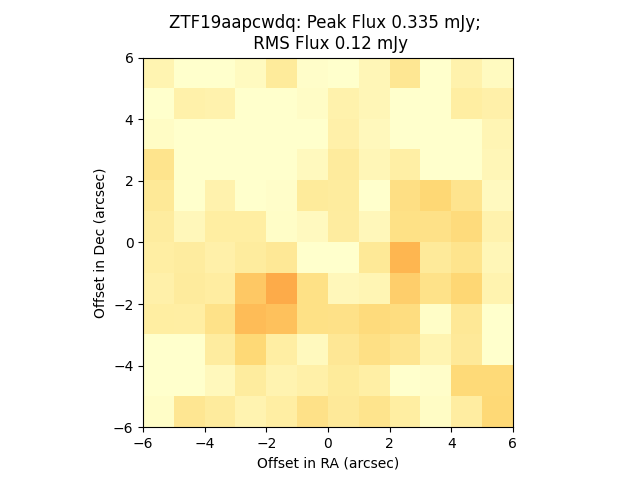 ZTF19aapcwdq: Peak Flux 0.335 mJy;
RMS Flux 0.12 mJy
6
4
2
0
−2
−4
−6
Offset in Dec (arcsec)
−6 −4 −2 0 2 4 6
Offset in RA (arcsec)